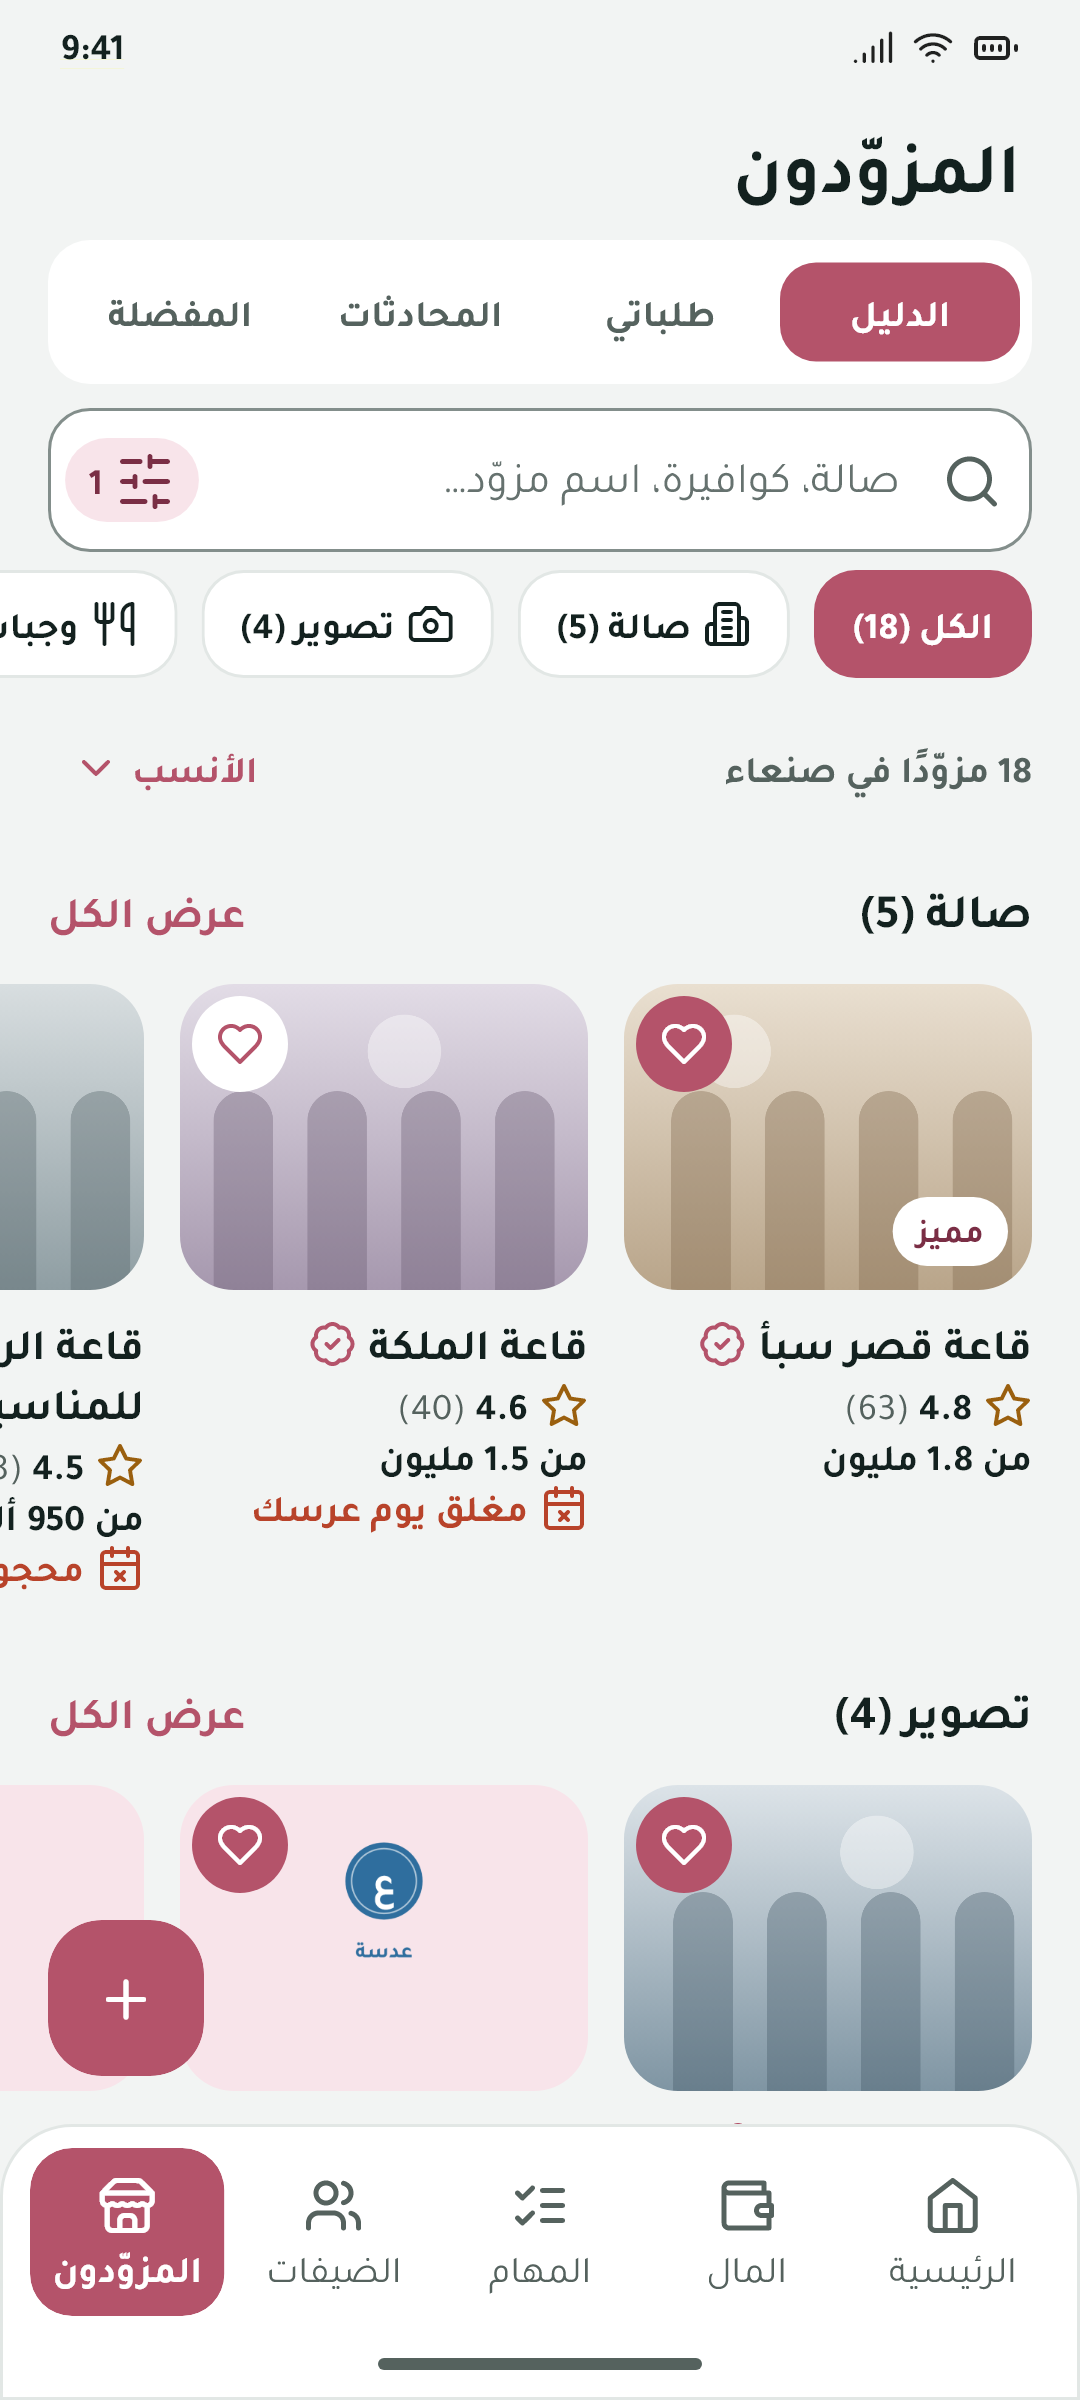 9:41
المزوّدون
الدليل
طلباتي
المحادثات
المفضلة
صالة، كوافيرة، اسم مزوّد...
1
الكل (18)
صالة (5)
تصوير (4)
18 مزوّدًا في صنعاء
الأنسب
صالة (5)
عرض الكل
مميز
قاعة قصر سبأ
4.8 (63)
من 1.8 مليون
قاعة الملكة
4.6 (40)
من 1.5 مليون
مغلق يوم عرسك
قاعة
4.5
من 950
تصوير (4)
عرض الكل
ع
عدسة
الرئيسية
المال
المهام
الضيفات
المزوّدون